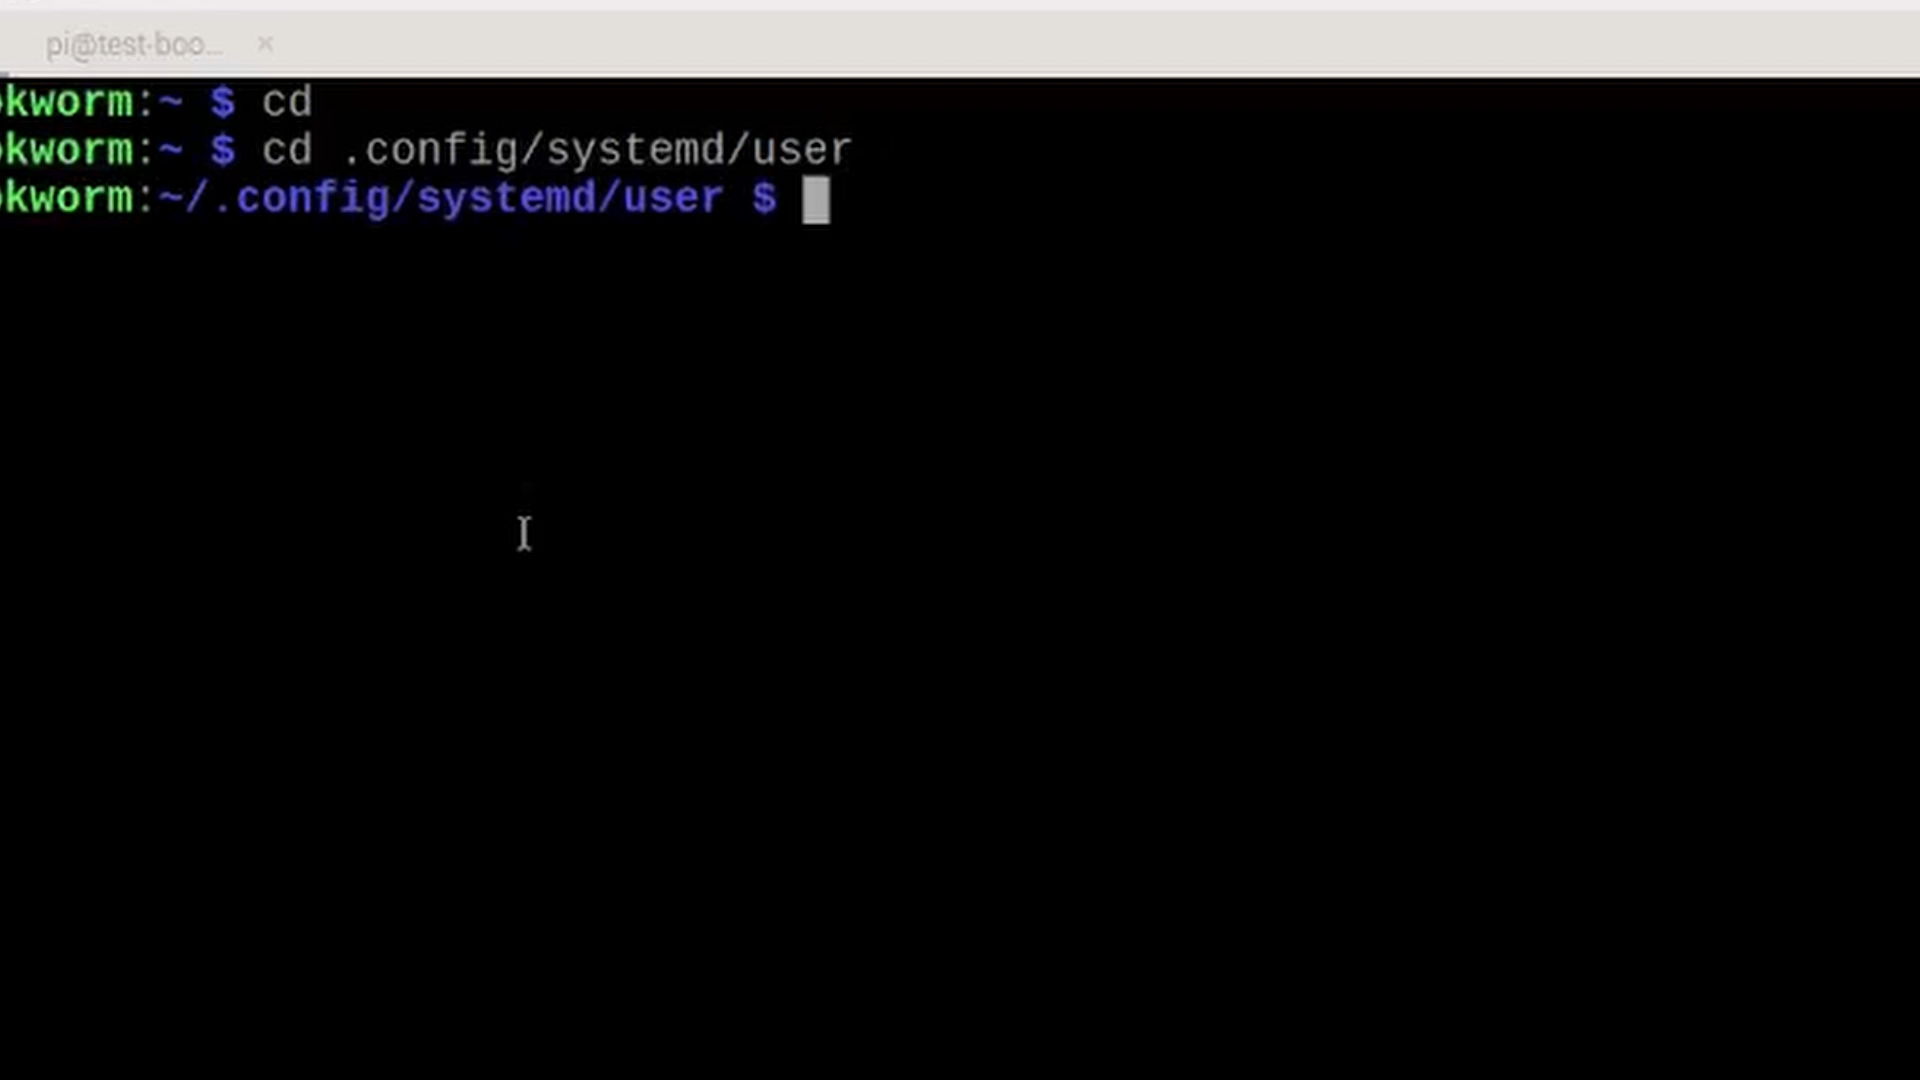 pi@test-boo...
kworm:~ $ cd
kworm:~ $ cd .config/systemd/user
kworm:~/.config/systemd/user $